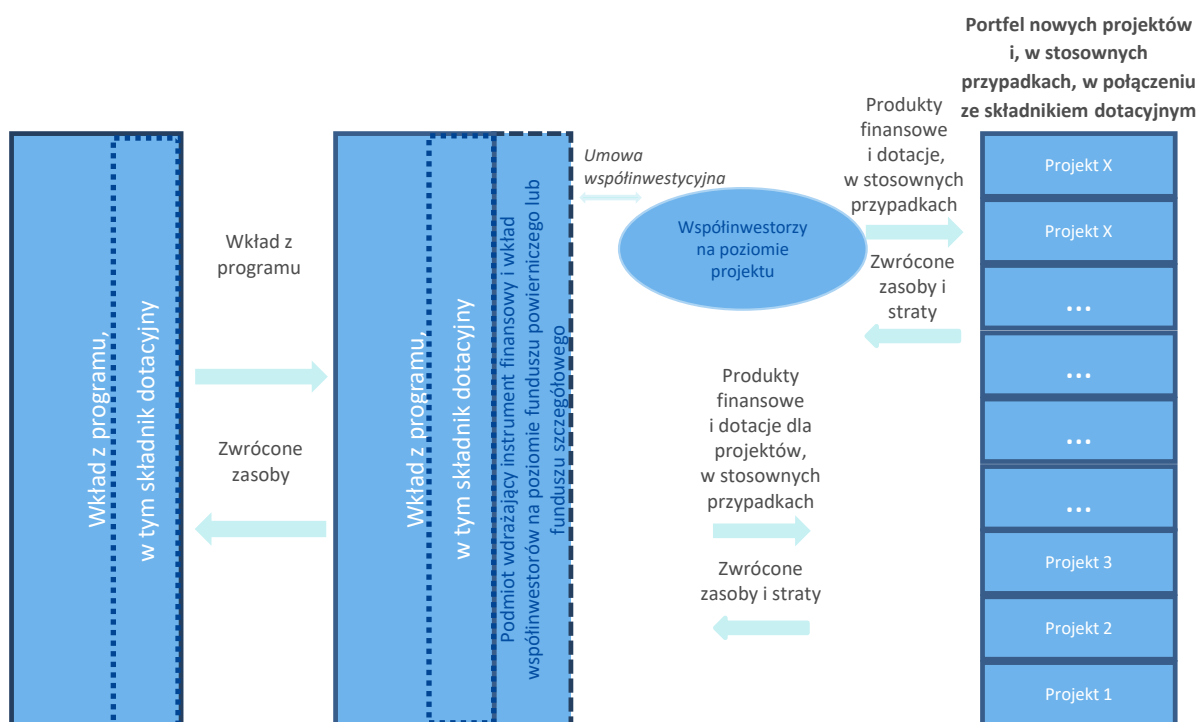 Portfel nowych projektów
i, w stosownych
przypadkach, w połączeniu
ze składnikiem dotacyjnym
Wkład z programu,
w tym składnik dotacyjny
Wkład z
programu
Zwrócone
zasoby
Wkład z programu,
w tym składnik dotacyjny
Podmiot wdrażający instrument finansowy i wkład
współinwestorów na poziomie funduszu powierniczego lub
funduszu szczegółowego
Umowa
współinwestycyjna
Współinwestorzy
na poziomie
projektu
Produkty
finansowe
i dotacje,
w stosownych
przypadkach
Zwrócone
zasoby i
straty
Produkty
finansowe
i dotacje dla
projektów,
w stosownych
przypadkach
Zwrócone
zasoby i straty
Projekt X
Projekt X
...
...
...
...
Projekt 3
Projekt 2
Projekt 1